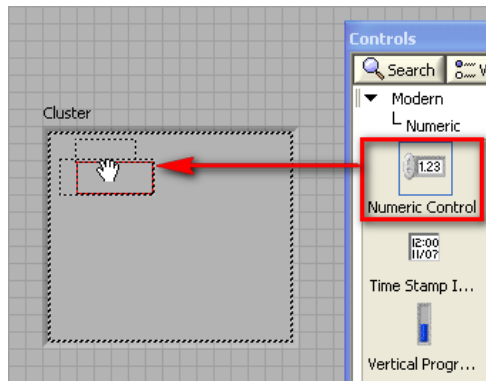 Controls
Search
V
Modern
Numeric
Cluster
1.23
Numeric Control
12:00
11/07
Time Stamp I...
Vertical Progr...